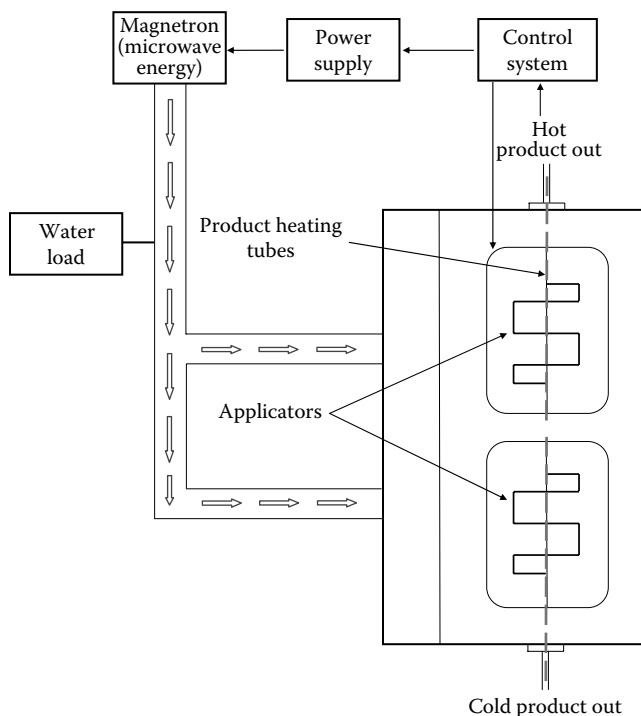 Magnetron
(microwave
energy)
Power
supply
Control
system
Hot
product out
Water
load
Product heating
tubes
Applicators
Cold product out